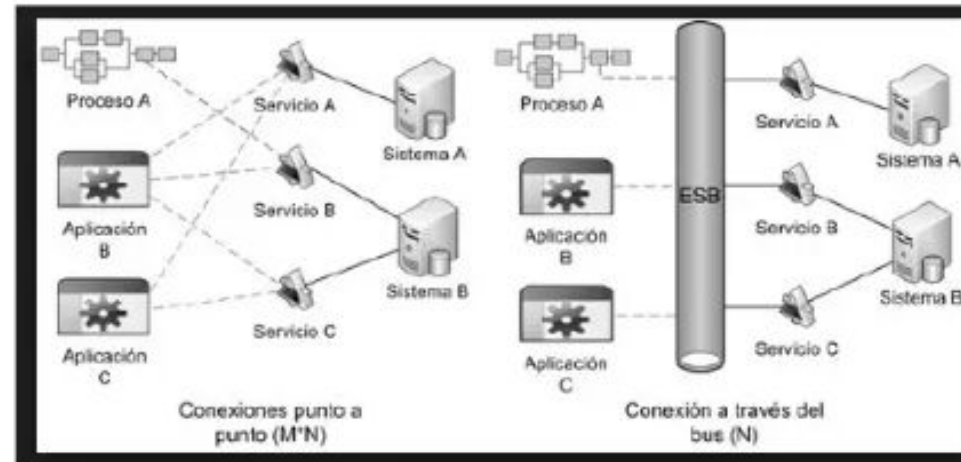 Proceso A
Servicio A
Sistema A
Aplicación
B
Servicio B
Sistema B
Aplicación
C
Servicio C
Conexiones punto a
punto (M*N)
Proceso A
ESB
Servicio A
Sistema A
Aplicación
B
Servicio B
Sistema B
Aplicación
C
Servicio C
Conexión a través del
bus (N)